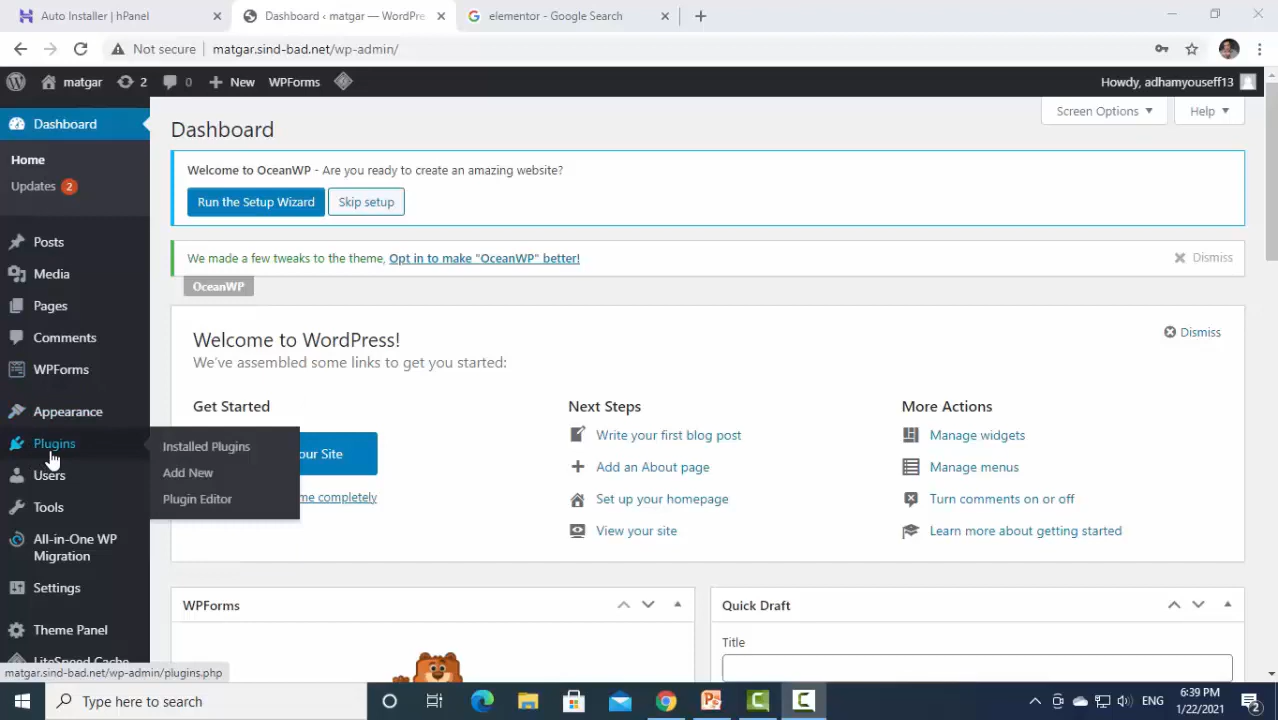 Auto Installer | hPanel
Dashboard ‹ matgar — WordPre
elementor - Google Search
Not secure
matgar.sind-bad.net/wp-admin/
matgar
2
0
New
WPForms
Howdy, adhamyouseff13
Dashboard
Home
Updates 2
Posts
Media
Pages
Comments
WPForms
Appearance
Plugins
Users
Tools
All-in-One WP
Migration
Settings
Theme Panel
LiteSpeed Cache
Installed Plugins
Add New
Plugin Editor
Screen Options
Help
Dashboard
Welcome to OceanWP - Are you ready to create an amazing website?
Run the Setup Wizard
Skip setup
We made a few tweaks to the theme, Opt in to make "OceanWP" better!
Dismiss
OceanWP
Welcome to WordPress!
We've assembled some links to get you started:
Dismiss
Get Started
our Site
me completely
Next Steps
Write your first blog post
Add an About page
Set up your homepage
View your site
More Actions
Manage widgets
Manage menus
Turn comments on or off
Learn more about getting started
WPForms
Quick Draft
Title
matgar.sind-bad.net/wp-admin/plugins.php
Type here to search
ENG
6:39 PM
1/22/2021
2